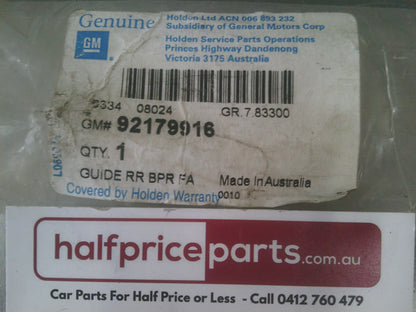 Genuine
GM
Holden Ltd ACN 006 893 232
Subsidiary of General Motors Corp
Holden Service Parts Operations
Princes Highway Dandenong
Victoria 3175 Australia
08024 GR.7.83300
GM# 92179916
QTY. 1
GUIDE RR BPR FA Made In Australia
Covered by Holden Warranty 0010
halfpriceparts.com.au
Car Parts For Half Price or Less - Call 0412 760 479